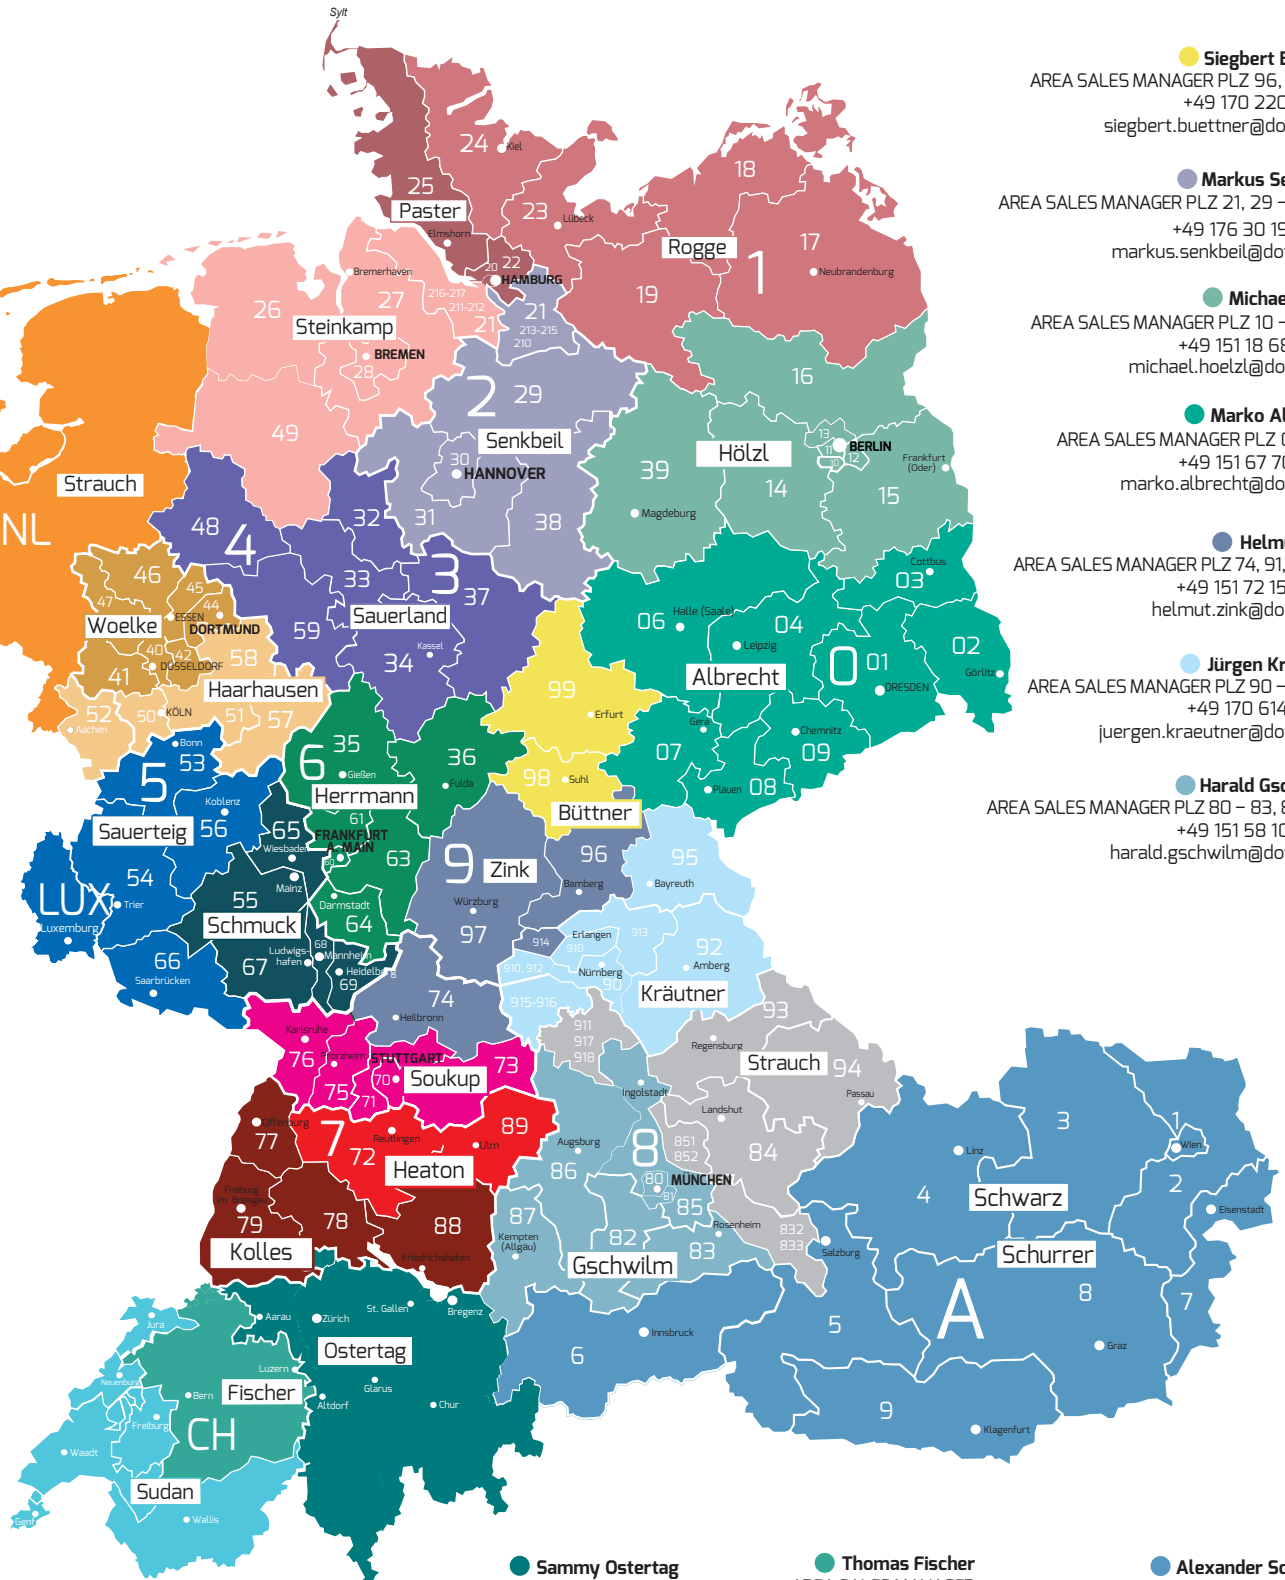 Sylt
24
Kiel
25
Paster
Elmshorn
23
Lübeck
20
22
HAMBURG
18
Rogge
17
1
Neubrandenburg
19
Bremerhaven
26
27
216-217
211-212
21
Steinkamp
BREMEN
28
49
21
213-215
210
16
2
29
Senkbeil
30
HANNOVER
31
38
39
Magdeburg
Hölzl
13
11
10
12
BERLIN
14
15
Frankfurt
(Oder)
Strauch
NL
48
4
32
33
3
37
Sauerland
59
34
Kassel
46
45
47
44
ESSEN
Woelke
DORTMUND
40
42
DÜSSELDORF
41
58
Haarhausen
52
Aachen
50
KÖLN
51
57
Cottbus
03
06
Halle (Saale)
04
Leipzig
0
01
02
Görlitz
DRESDEN
Albrecht
Gera
07
Chemnitz
09
Plauen
08
99
Erfurt
98
Suhl
Büttner
Bonn
53
5
Koblenz
56
Sauerteig
54
LUX
Trier
Luxemburg
66
Saarbrücken
35
6
Gießen
36
Fulda
Herrmann
61
FRANKFURT
A. MAIN
60
63
Darmstadt
64
65
Wiesbaden
Mainz
55
Schmuck
Ludwigs-
hafen
68
Mannheim
67
Heidelberg
69
9
Zink
Würzburg
97
96
Bamberg
914
74
Heilbronn
95
Bayreuth
Erlangen
910
913
92
910, 912
Nürnberg
90
Amberg
915-916
Kräutner
911
917
918
93
Regensburg
Strauch
94
Passau
Landshut
851
852
84
832
833
Karlsruhe
76
Pforzheim
STUTTGART
75
70
71
Soukup
73
Offenburg
77
7
72
Reutlingen
Ulm
89
Heaton
Freiburg
im Breisgau
79
78
88
Kolles
Friedrichshafen
Ingolstadt
Augsburg
8
86
80
MÜNCHEN
81
85
87
Kempten
(Allgäu)
82
83
Rosenheim
Gschwilm
3
1
Wien
Linz
4
Schwarz
2
Eisenstadt
Salzburg
Schurrer
8
7
A
5
Graz
6
Innsbruck
9
Klagenfurt
Jura
Aarau
Zürich
St. Gallen
Bregenz
Ostertag
Luzern
Neuenburg
Fischer
Bern
Glarus
Altdorf
Chur
Freiburg
CH
Waadt
Sudan
Genf
Wallis
Siegbert
AREA SALES MANAGER PLZ 96,
+49 170 220
siegbert.buettner@do
Markus Se
AREA SALES MANAGER PLZ 21, 29 –
+49 176 30 19
markus.senkbeil@do
Michae
AREA SALES MANAGER PLZ 10 –
+49 151 18 68
michael.hoelzl@do
Marko Al
AREA SALES MANAGER PLZ
+49 151 67 70
marko.albrecht@do
Helmu
AREA SALES MANAGER PLZ 74, 91,
+49 151 72 15
helmut.zink@do
Jürgen Kr
AREA SALES MANAGER PLZ 90 –
+49 170 614
juergen.kraeutner@do
Harald Gsc
AREA SALES MANAGER PLZ 80 – 83, 8
+49 151 58 10
harald.gschwilm@do
Sammy Ostertag
Thomas Fischer
Alexander Sc